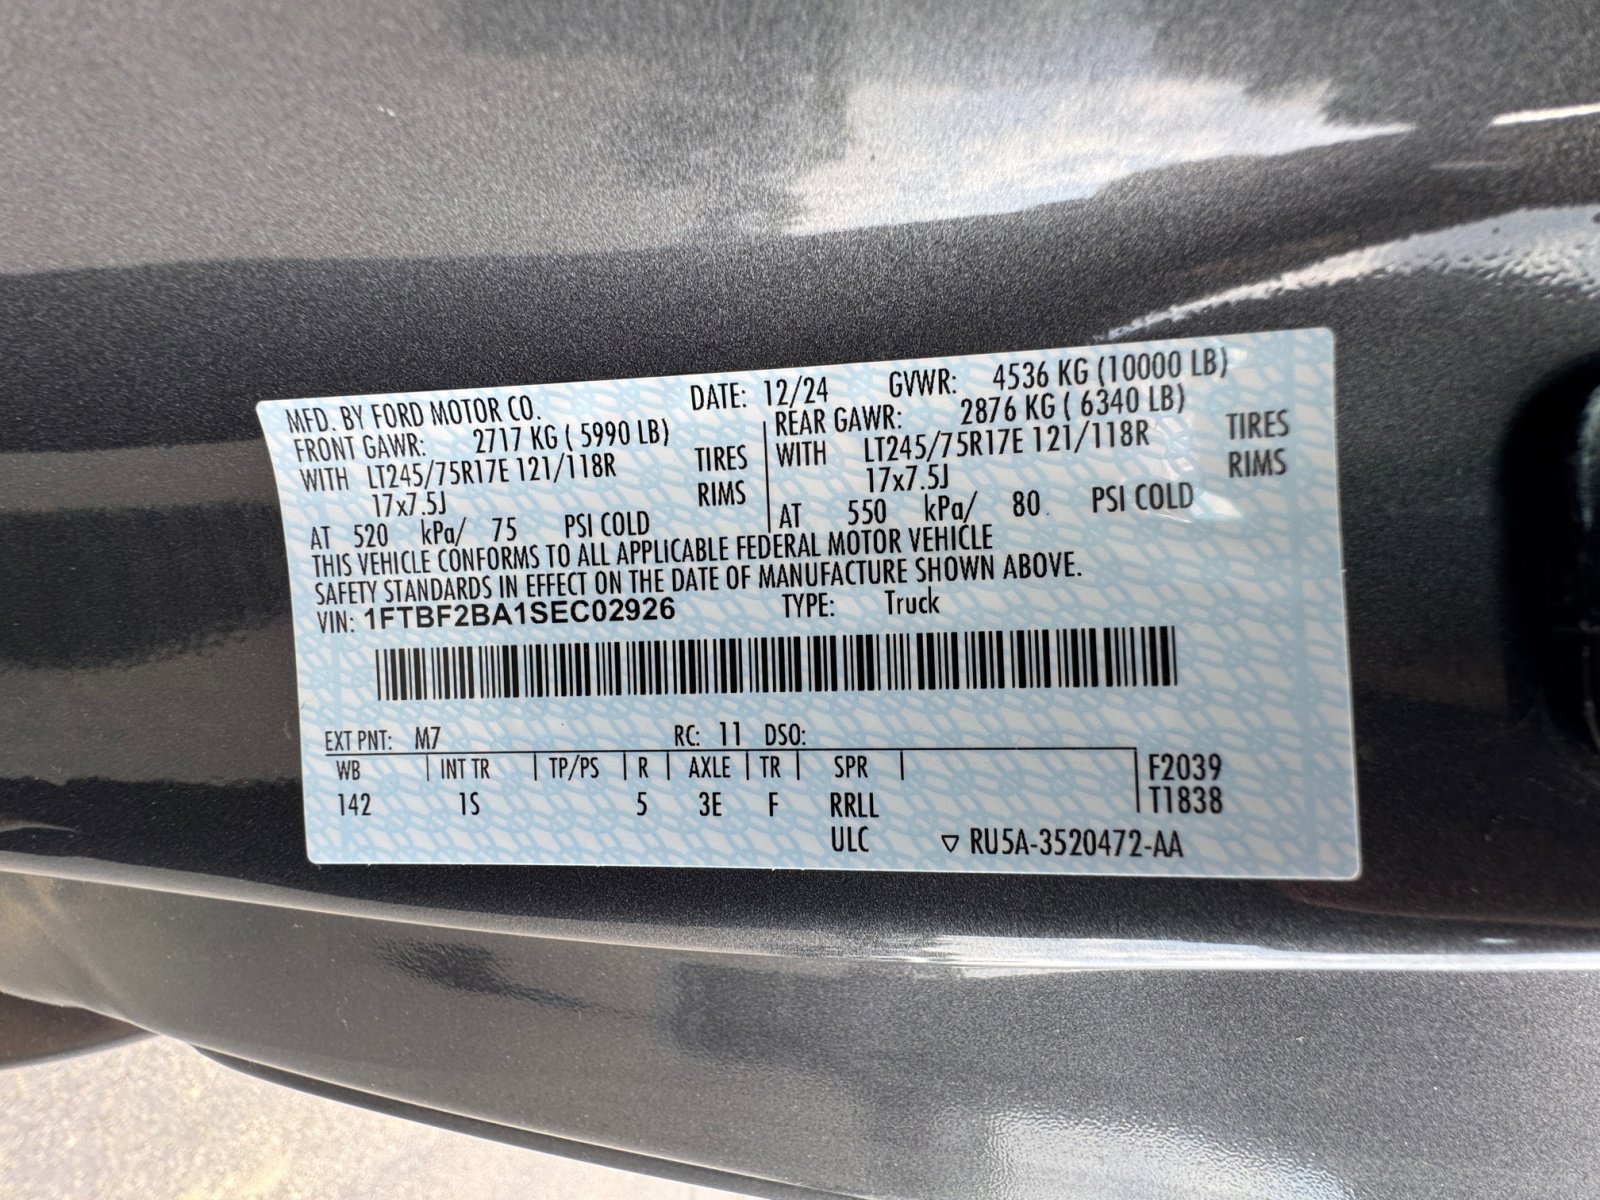 MFD. BY FORD MOTOR CO. DATE: 12/24 GVWR: 4536 KG (10000 LB)
FRONT GAWR: 2717 KG ( 5990 LB) REAR GAWR: 2876 KG ( 6340 LB)
WITH LT245/75R17E 121/118R TIRES WITH LT245/75R17E 121/118R TIRES
17x7.5J RIMS 17x7.5J RIMS
AT 520 kPa/ 75 PSI COLD AT 550 kPa/ 80 PSI COLD
THIS VEHICLE CONFORMS TO ALL APPLICABLE FEDERAL MOTOR VEHICLE
SAFETY STANDARDS IN EFFECT ON THE DATE OF MANUFACTURE SHOWN ABOVE.
VIN: 1FTBF2BA1SEC02926 TYPE: Truck
EXT PNT: M7 RC: 11 DSO:
WB INT TR TP/PS R AXLE TR SPR F2039
142 1S 5 3E F RRLL T1838
ULC ▽ RU5A-3520472-AA